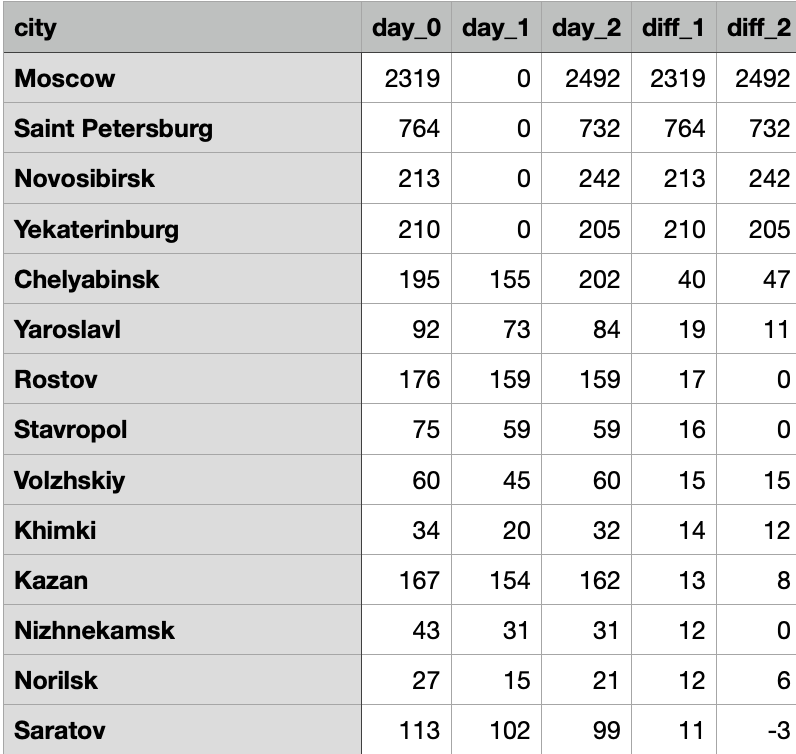 city day_0 day_1 day_2 diff_1 diff_2
Moscow 2319 0 2492 2319 2492
Saint Petersburg 764 0 732 764 732
Novosibirsk 213 0 242 213 242
Yekaterinburg 210 0 205 210 205
Chelyabinsk 195 155 202 40 47
Yaroslavl 92 73 84 19 11
Rostov 176 159 159 17 0
Stavropol 75 59 59 16 0
Volzhskiy 60 45 60 15 15
Khimki 34 20 32 14 12
Kazan 167 154 162 13 8
Nizhnekamsk 43 31 31 12 0
Norilsk 27 15 21 12 6
Saratov 113 102 99 11 -3